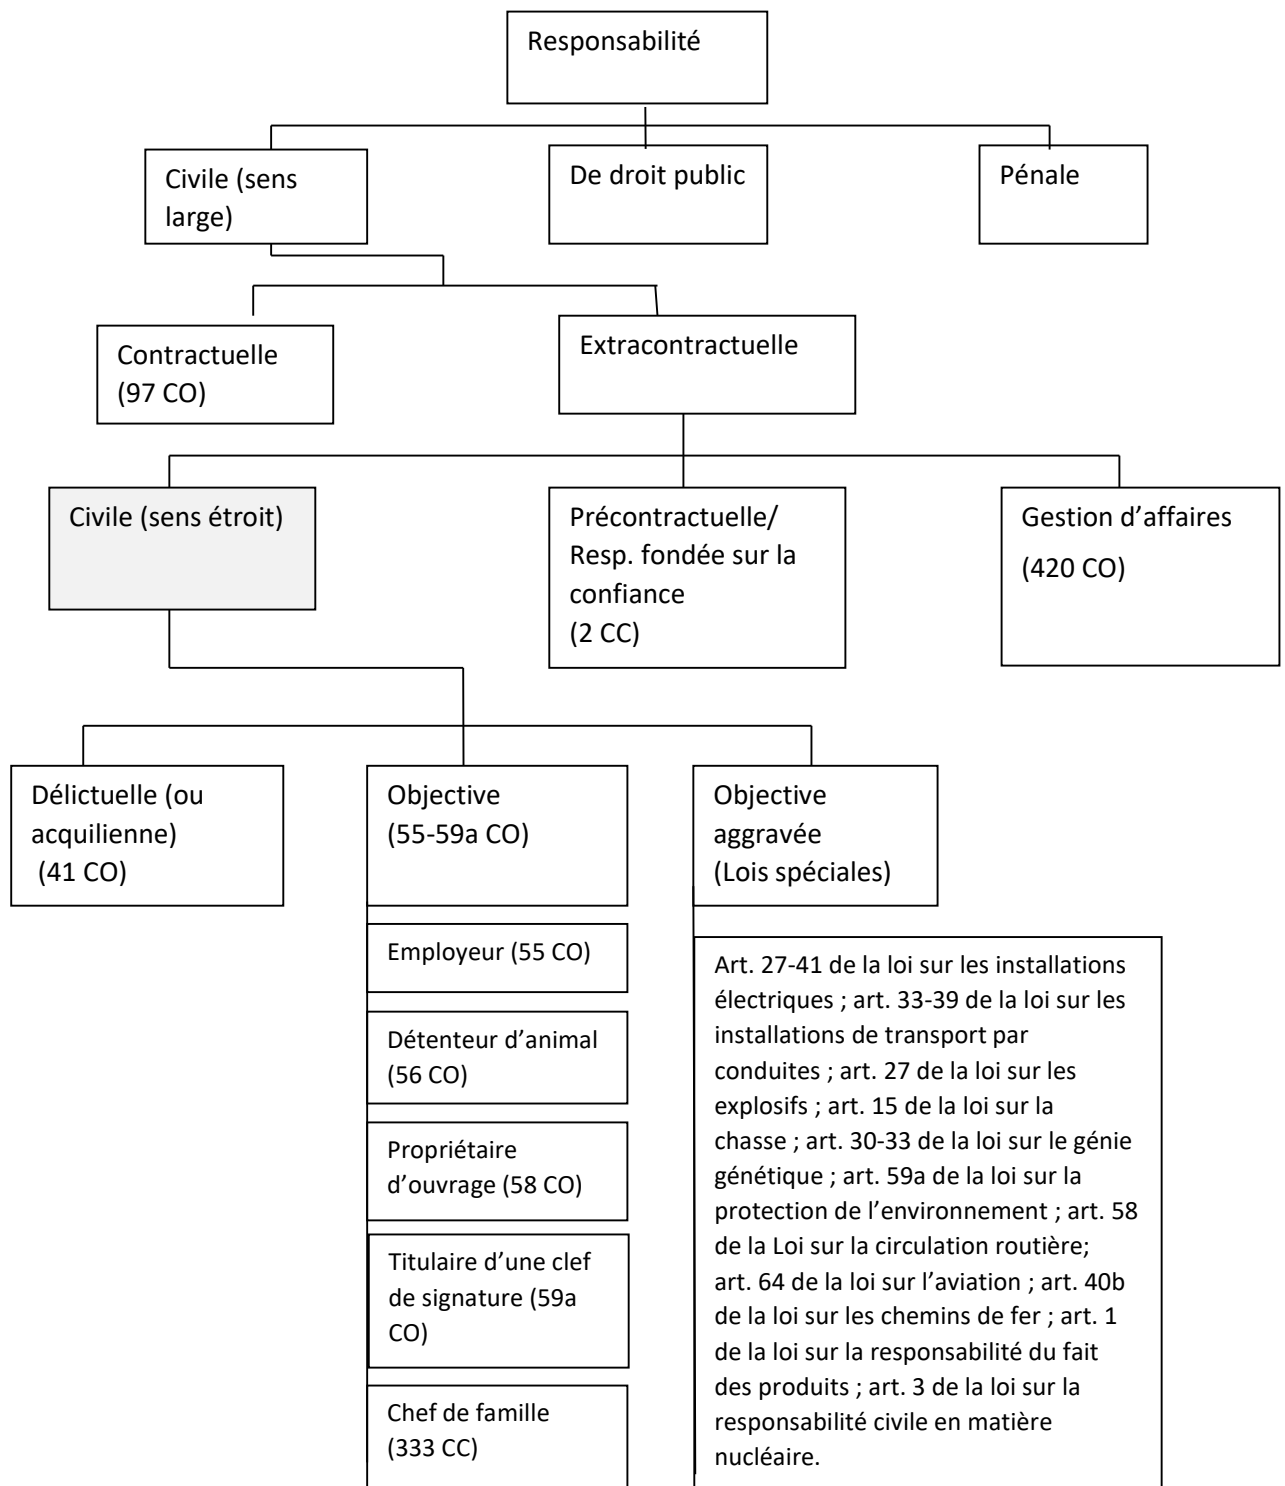 Responsabilité
Civile (sens
large)
De droit public
Pénale
Contractuelle
(97 CO)
Extracontractuelle
Civile (sens étroit)
Précontractuelle/
Resp. fondée sur la
confiance
(2 CC)
Gestion d’affaires
(420 CO)
Délictuelle (ou
acquilienne)
(41 CO)
Objective
(55-59a CO)
Objective
aggravée
(Lois spéciales)
Employeur (55 CO)
Détenteur d’animal
(56 CO)
Propriétaire
d’ouvrage (58 CO)
Titulaire d’une clef
de signature (59a
CO)
Chef de famille
(333 CC)
Art. 27-41 de la loi sur les installations
électriques ; art. 33-39 de la loi sur les
installations de transport par
conduites ; art. 27 de la loi sur les
explosifs ; art. 15 de la loi sur la
chasse ; art. 30-33 de la loi sur le génie
génétique ; art. 59a de la loi sur la
protection de l’environnement ; art. 58
de la Loi sur la circulation routière;
art. 64 de la loi sur l’aviation ; art. 40b
de la loi sur les chemins de fer ; art. 1
de la loi sur la responsabilité du fait
des produits ; art. 3 de la loi sur la
responsabilité civile en matière
nucléaire.